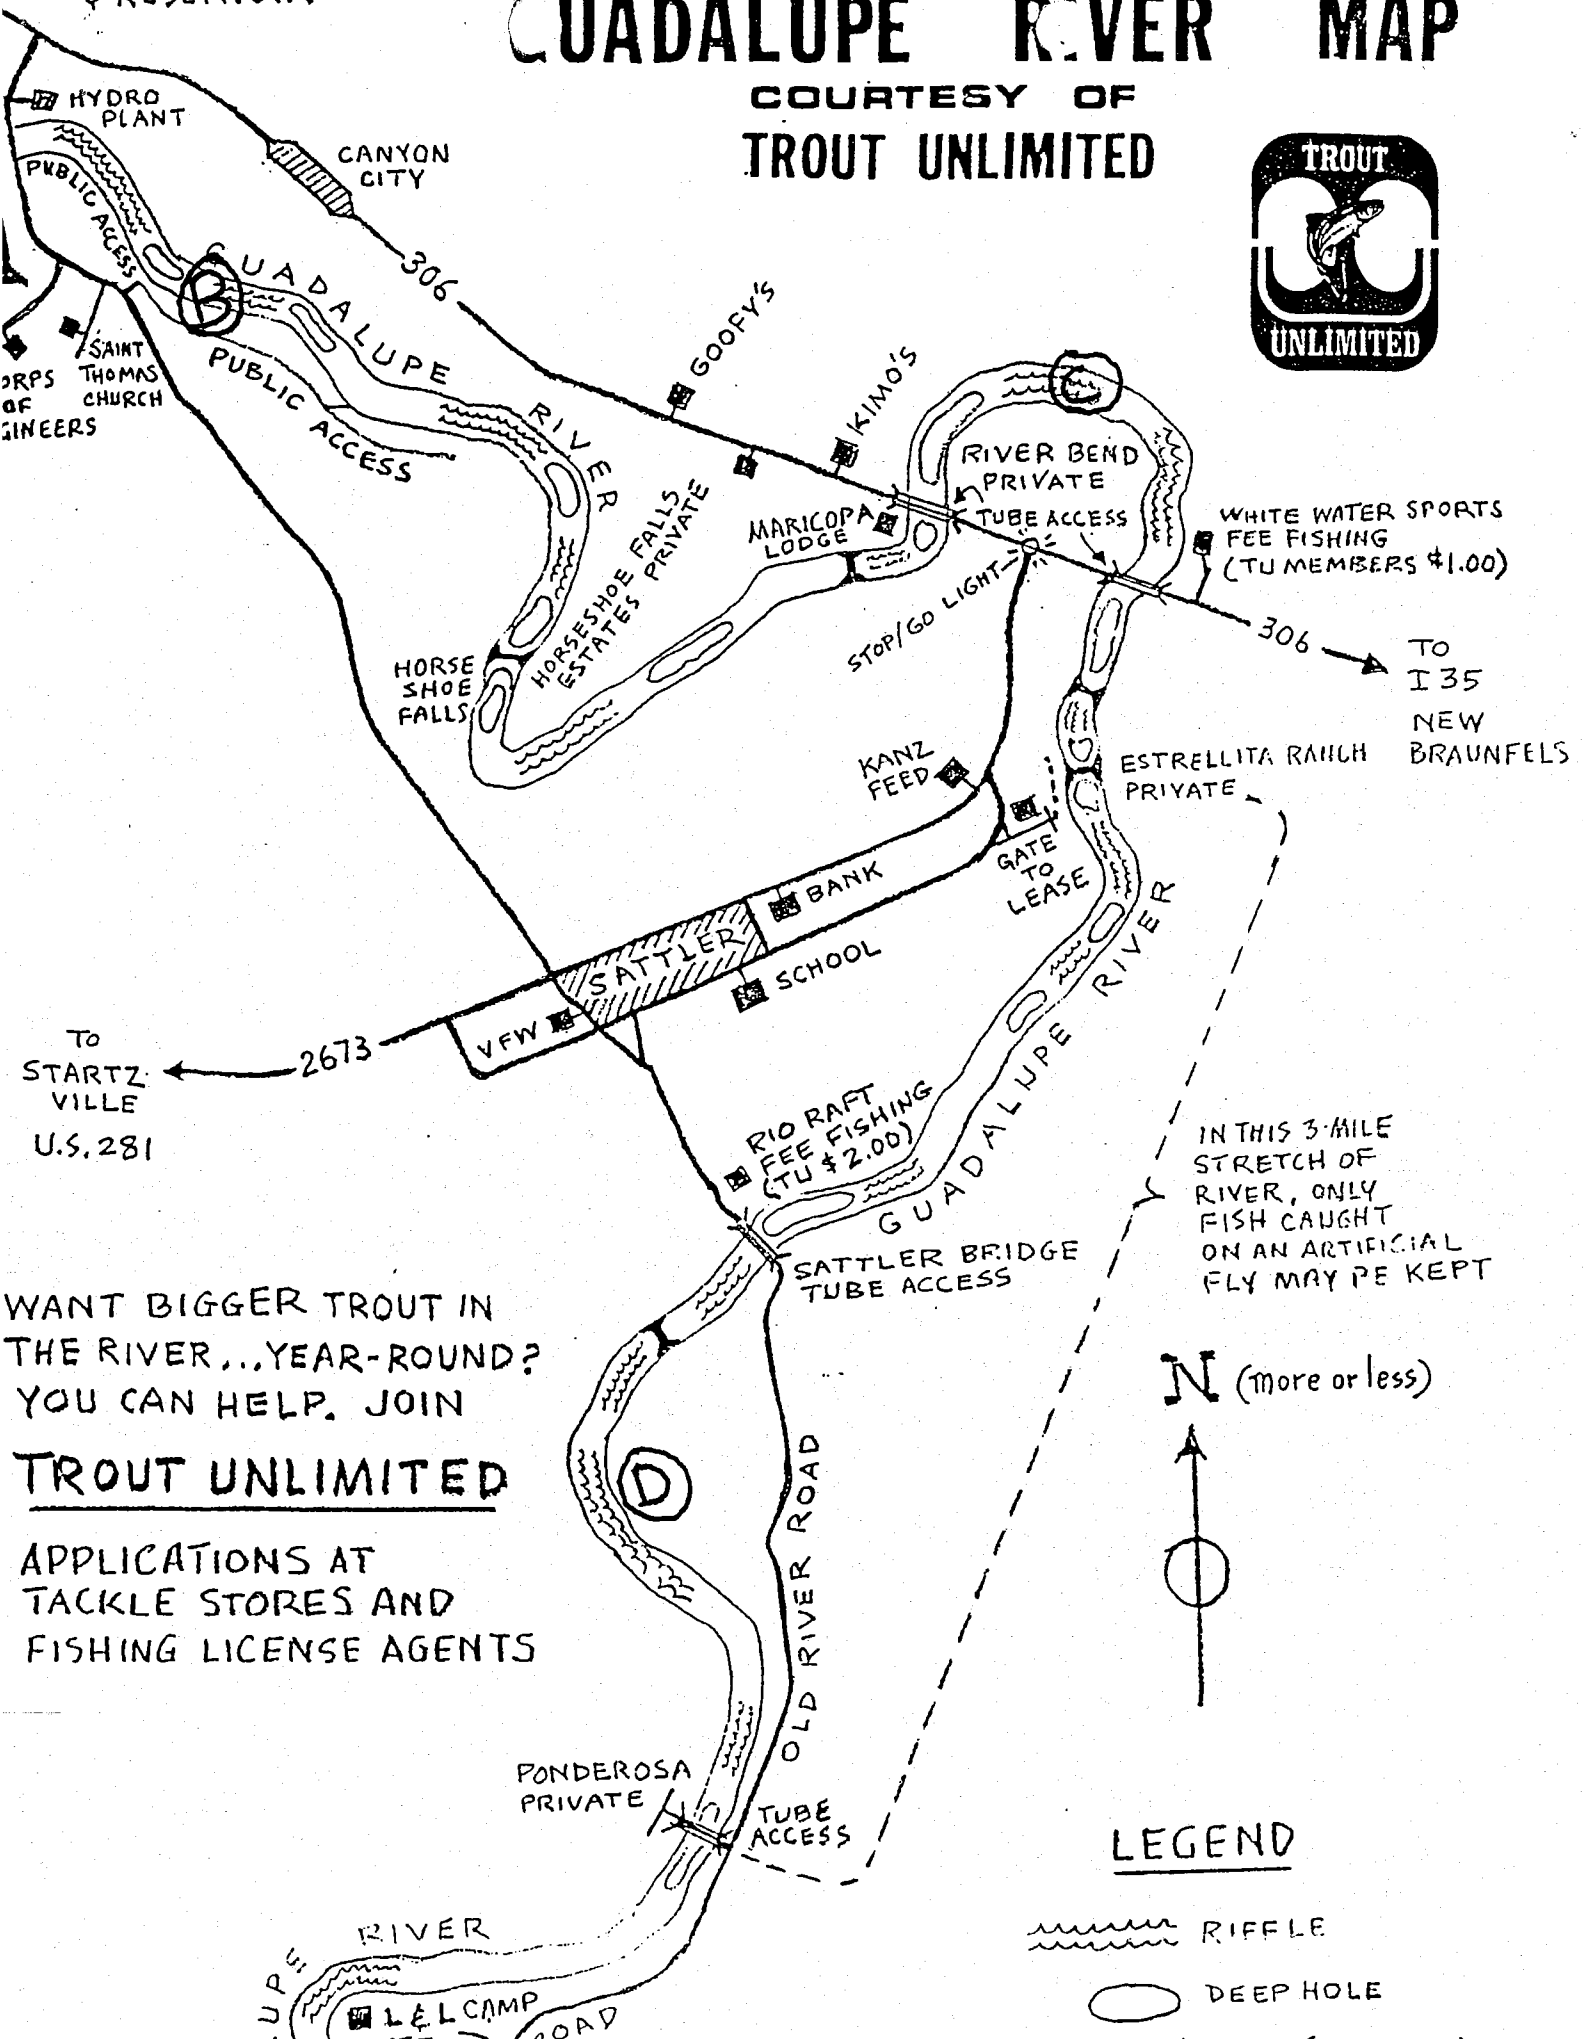 GUADALUPE RIVER MAP
COURTESY OF
TROUT UNLIMITED
TROUT
UNLIMITED
HYDRO
PLANT
PUBLIC ACCESS
CANYON
CITY
306
B
GUADALUPE RIVER
PUBLIC ACCESS
SAINT
THOMAS
CHURCH
ORPS
OF
GINEERS
GOOFY'S
KIMO'S
C
RIVER BEND
PRIVATE
TUBE ACCESS
MARICOPA
LODGE
WHITE WATER SPORTS
FEE FISHING
(TU MEMBERS $1.00)
STOP/GO LIGHT
306
TO
I 35
NEW
BRAUNFELS
HORSESHOE FALLS
ESTATES PRIVATE
HORSE
SHOE
FALLS
KANZ
FEED
ESTRELLITA RANCH
PRIVATE
GATE
TO
LEASE
BANK
SATTLER
SCHOOL
VFW
2673
TO
STARTZ
VILLE
U.S. 281
GUADALUPE RIVER
RIO RAFT
FEE FISHING
(TU $2.00)
SATTLER BRIDGE
TUBE ACCESS
IN THIS 3-MILE
STRETCH OF
RIVER, ONLY
FISH CAUGHT
ON AN ARTIFICIAL
FLY MAY BE KEPT
WANT BIGGER TROUT IN
THE RIVER...YEAR-ROUND?
YOU CAN HELP. JOIN
TROUT UNLIMITED
APPLICATIONS AT
TACKLE STORES AND
FISHING LICENSE AGENTS
N (more or less)
D
OLD RIVER ROAD
PONDEROSA
PRIVATE
TUBE
ACCESS
LEGEND
RIFFLE
DEEP HOLE
UPE RIVER
L & L CAMP
OAD